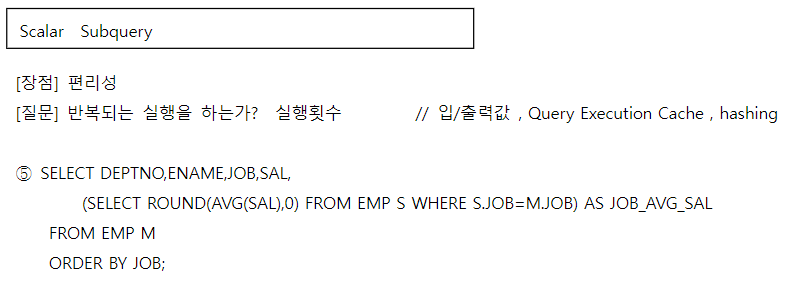 Scalar Subquery
[장점] 편리성
[질문] 반복되는 실행을 하는가? 실행횟수 // 입/출력값 , Query Execution Cache , hashing
⑤ SELECT DEPTNO,ENAME,JOB,SAL,
(SELECT ROUND(AVG(SAL),0) FROM EMP S WHERE S.JOB=M.JOB) AS JOB_AVG_SAL
FROM EMP M
ORDER BY JOB;